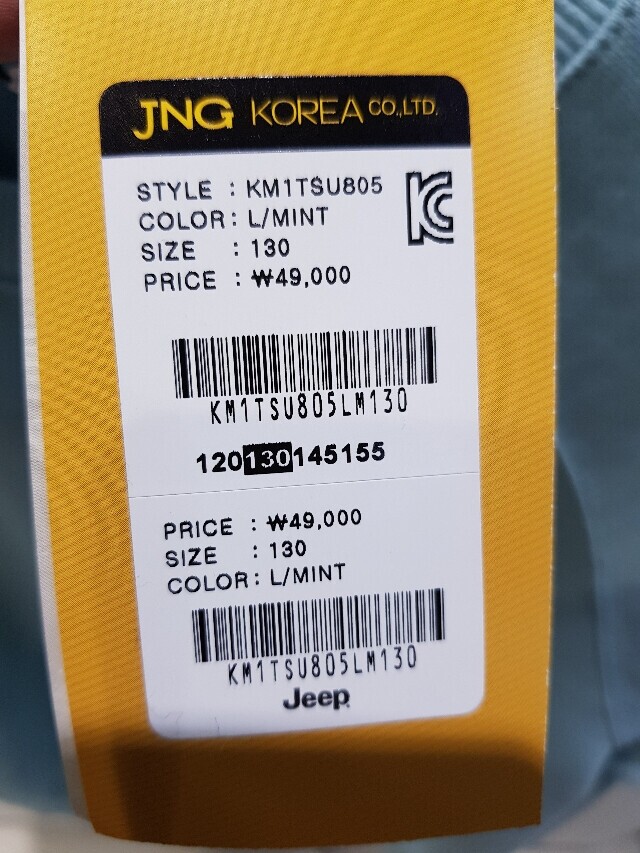 JNG KOREA CO.,LTD.
STYLE : KM1TSU805
COLOR : L/MINT
SIZE : 130
PRICE : ₩49,000
KC
KM1TSU805LM130
120130145155
PRICE : ₩49,000
SIZE : 130
COLOR : L/MINT
KM1TSU805LM130
Jeep